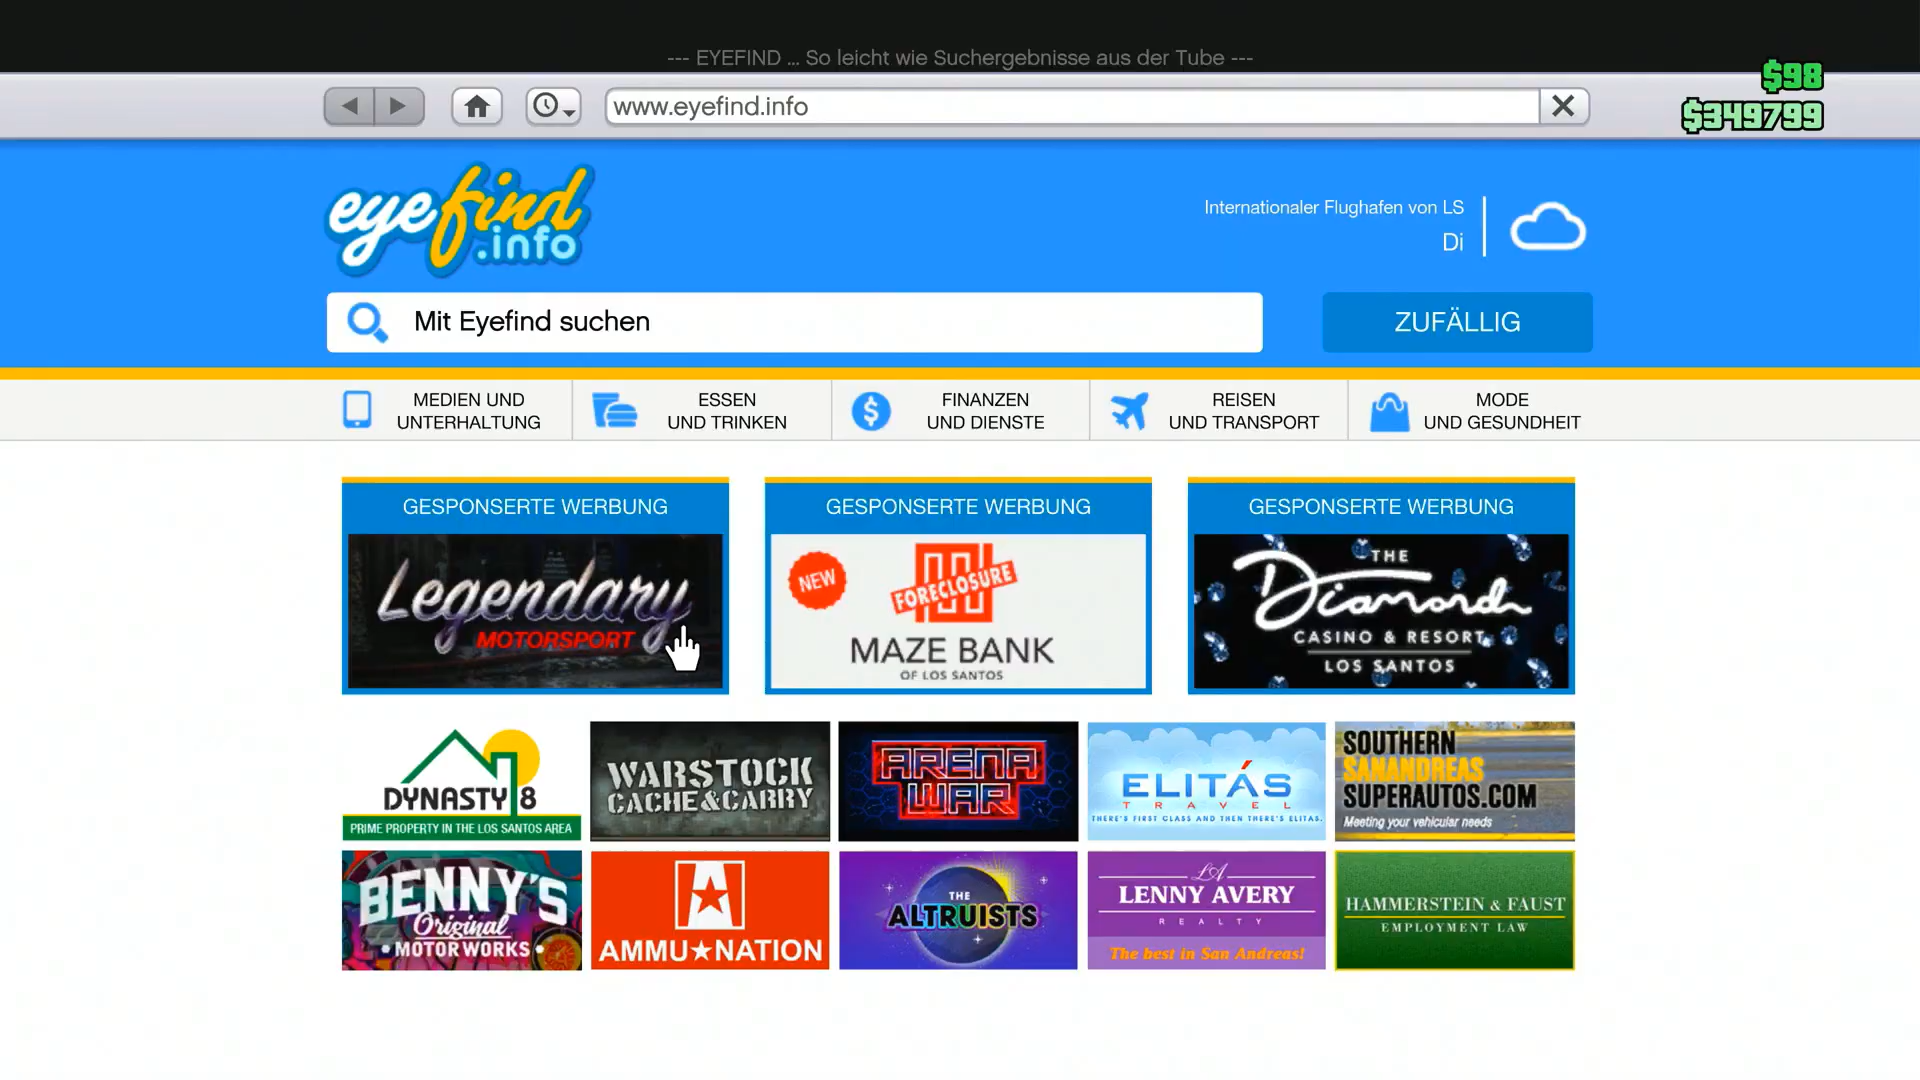 --- EYEFIND ... So leicht wie Suchergebnisse aus der Tube ---
$98
www.eyefind.info
$349799
eyefind
.info
Internationaler Flughafen von LS
Di
Mit Eyefind suchen
ZUFÄLLIG
MEDIEN UND
UNTERHALTUNG
ESSEN
UND TRINKEN
FINANZEN
UND DIENSTE
REISEN
UND TRANSPORT
MODE
UND GESUNDHEIT
GESPONSERTE WERBUNG
Legendary
MOTORSPORT
GESPONSERTE WERBUNG
NEW
FORECLOSURE
MAZE BANK
OF LOS SANTOS
GESPONSERTE WERBUNG
THE
Diamond
CASINO & RESORT
LOS SANTOS
DYNASTY 8
PRIME PROPERTY IN THE LOS SANTOS AREA
WARSTOCK
CACHE&CARRY
ARENA
WAR
ELITÁS
TRAVEL
THERE'S FIRST CLASS AND THEN THERE'S ELITAS.
SOUTHERN
SANANDREAS
SUPERAUTOS.COM
Meeting your vehicular needs
BENNY'S
Original
MOTOR WORKS
AMMU★NATION
THE
ALTRUISTS
LA
LENNY AVERY
REALTY
The best in San Andreas!
HAMMERSTEIN & FAUST
EMPLOYMENT LAW